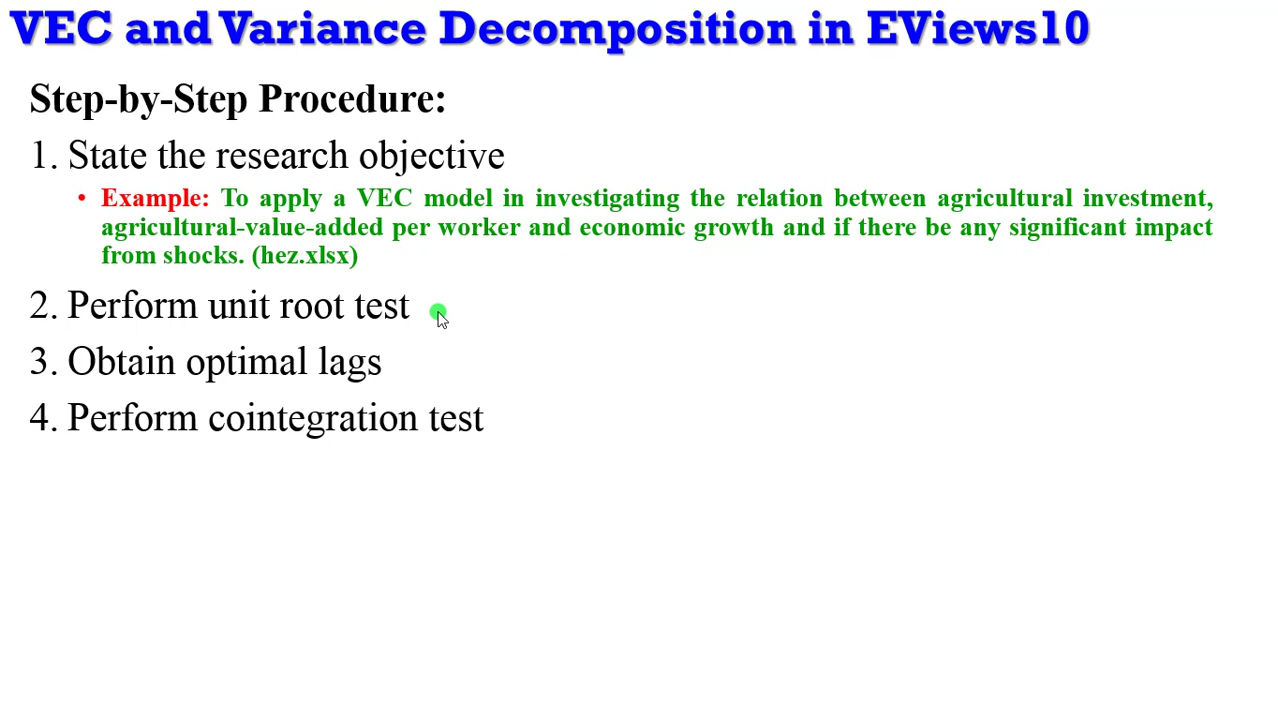 VEC and Variance Decomposition in EViews10
Step-by-Step Procedure:
1. State the research objective
• Example: To apply a VEC model in investigating the relation between agricultural investment,
agricultural-value-added per worker and economic growth and if there be any significant impact
from shocks. (hez.xlsx)
2. Perform unit root test
3. Obtain optimal lags
4. Perform cointegration test